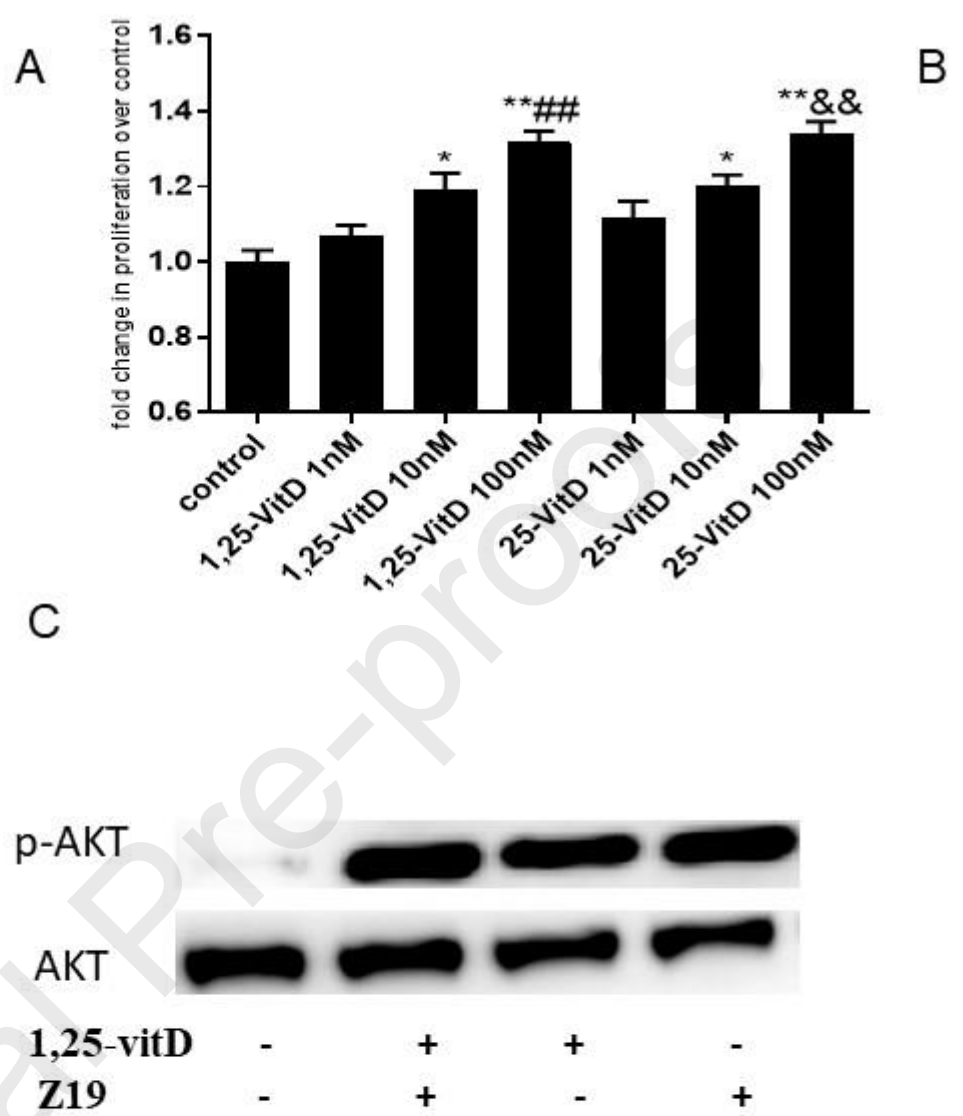 A
B
fold change in proliferation over control
1.6
1.4
1.2
1.0
0.8
0.6
*
**##
*
**&&
control
1,25-VitD 1nM
1,25-VitD 10nM
1,25-VitD 100nM
25-VitD 1nM
25-VitD 10nM
25-VitD 100nM
C
p-AKT
AKT
1,25-vitD - + + -
Z19 - + - +
al Pre-proofs